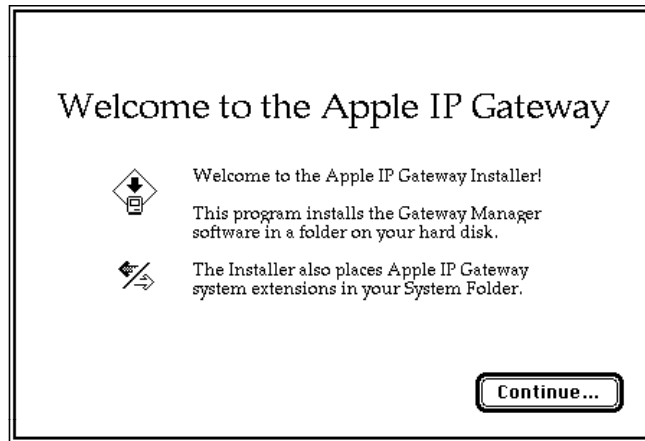 Welcome to the Apple IP Gateway
Welcome to the Apple IP Gateway Installer!
This program installs the Gateway Manager
software in a folder on your hard disk.
The Installer also places Apple IP Gateway
system extensions in your System Folder.
Continue...